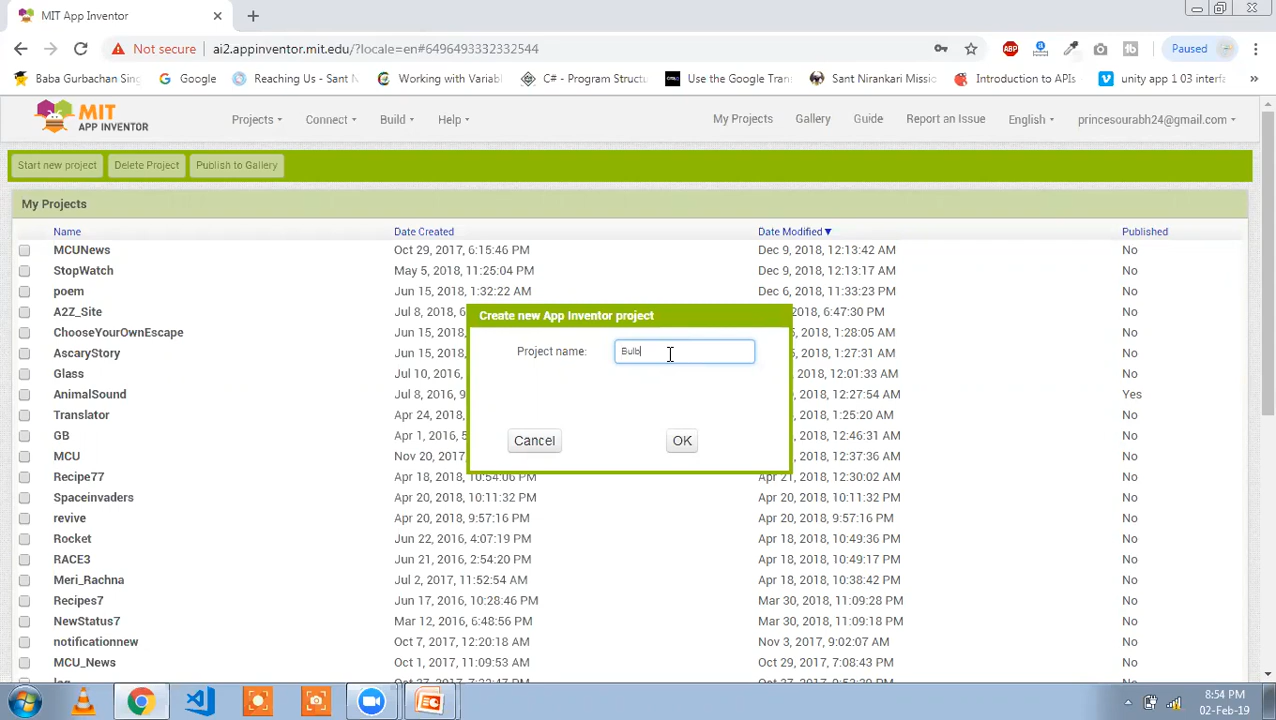 MIT App Inventor
Not secure ai2.appinventor.mit.edu/?locale=en#6496493332332544 ABP Paused
Baba Gurbachan Sin Google Reaching Us - Sant N Working with Variabl C# - Program Structu Use the Google Tran Sant Nirankari Missio Introduction to APIs unity app 1 03 interfa
MIT
APP INVENTOR
Projects Connect Build Help My Projects Gallery Guide Report an Issue English princesourabh24@gmail.com
Start new project Delete Project Publish to Gallery
My Projects
Name Date Created Date Modified Published
MCUNews Oct 29, 2017, 6:15:46 PM Dec 9, 2018, 12:13:42 AM No
StopWatch May 5, 2018, 11:25:04 PM Dec 9, 2018, 12:13:17 AM No
poem Jun 15, 2018, 1:32:22 AM Dec 6, 2018, 11:33:23 PM No
A2Z_Site Jul 8, 2018, 6 2018, 6:47:30 PM No
ChooseYourOwnEscape Jun 15, 2018, 1:28:05 AM No
AscaryStory Jun 15, 2018, 1:27:31 AM No
Glass Jul 10, 2016, 12:01:33 AM No
AnimalSound Jul 8, 2016, 9 12:27:54 AM Yes
Translator Apr 24, 2018, 1:25:20 AM No
GB Apr 1, 2016, 5 12:46:31 AM No
MCU Nov 20, 2017 12:37:36 AM No
Recipe77 Apr 18, 2018, 10:54:06 PM Apr 21, 2018, 12:30:02 AM No
Spaceinvaders Apr 20, 2018, 10:11:32 PM Apr 20, 2018, 10:11:32 PM No
revive Apr 20, 2018, 9:57:16 PM Apr 20, 2018, 9:57:16 PM No
Rocket Jun 22, 2016, 4:07:19 PM Apr 18, 2018, 10:49:36 PM No
RACE3 Jun 21, 2016, 2:54:20 PM Apr 18, 2018, 10:49:17 PM No
Meri_Rachna Jul 2, 2017, 11:52:54 AM Apr 18, 2018, 10:38:42 PM No
Recipes7 Jun 17, 2016, 10:28:46 PM Mar 30, 2018, 11:09:28 PM No
NewStatus7 Mar 12, 2016, 6:48:56 PM Mar 30, 2018, 11:09:18 PM No
notificationnew Oct 7, 2017, 12:20:18 AM Nov 3, 2017, 9:02:07 AM No
MCU_News Oct 1, 2017, 11:09:53 AM Oct 29, 2017, 7:08:43 PM No
Create new App Inventor project
Project name: Bulb
Cancel OK
8:54 PM
02-Feb-19